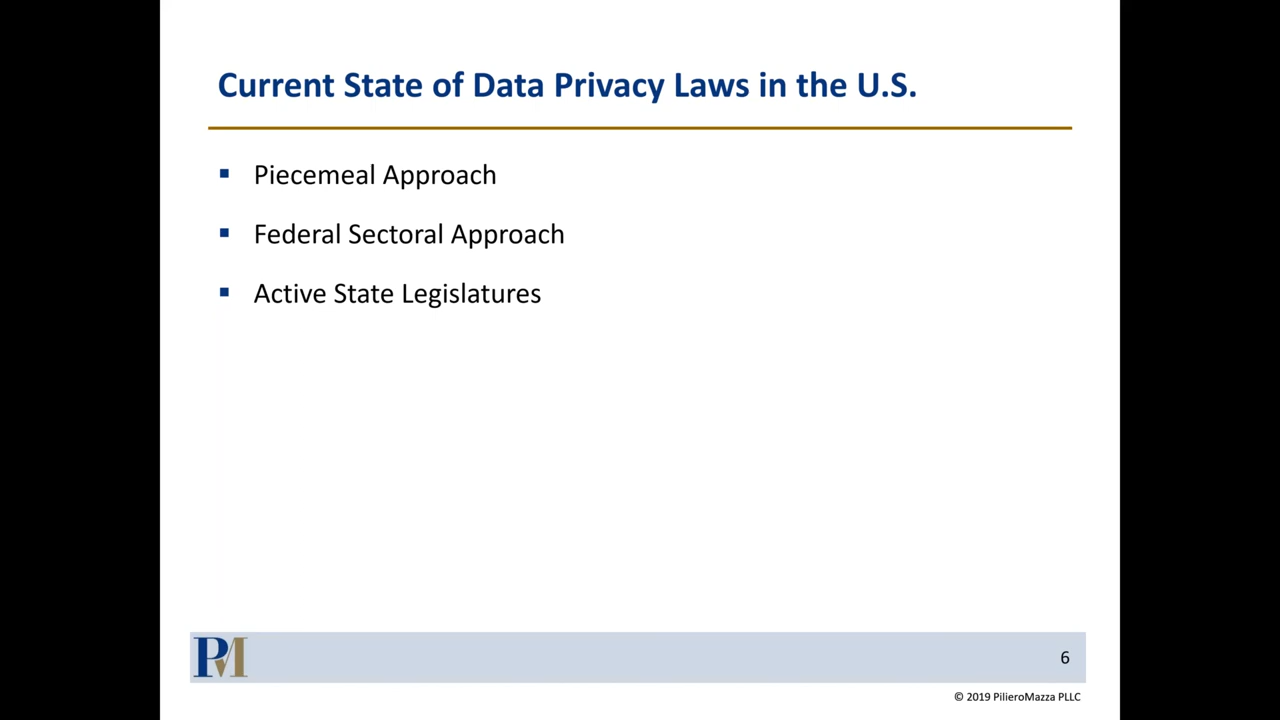 Current State of Data Privacy Laws in the U.S.
▪ Piecemeal Approach
▪ Federal Sectoral Approach
▪ Active State Legislatures
PM
6
© 2019 PilieroMazza PLLC